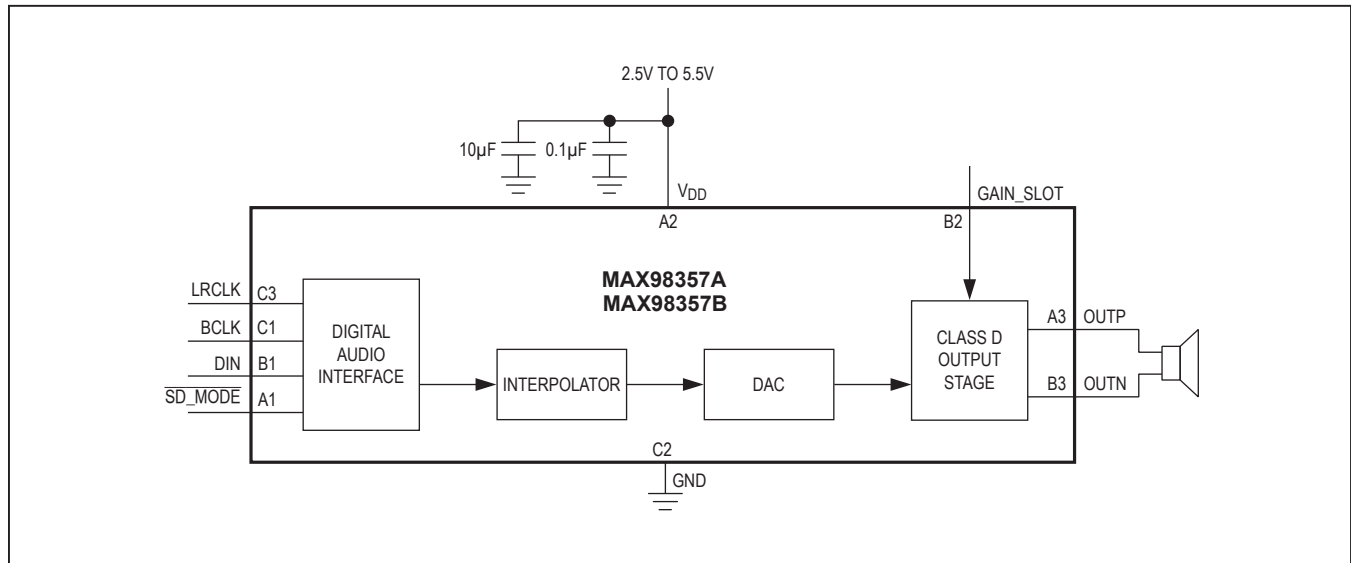 2.5V TO 5.5V
10µF
0.1µF
VDD
GAIN_SLOT
A2
B2
MAX98357A
MAX98357B
LRCLK
C3
BCLK
C1
DIN
B1
SD_MODE
A1
DIGITAL
AUDIO
INTERFACE
INTERPOLATOR
DAC
CLASS D
OUTPUT
STAGE
A3
OUTP
B3
OUTN
C2
GND